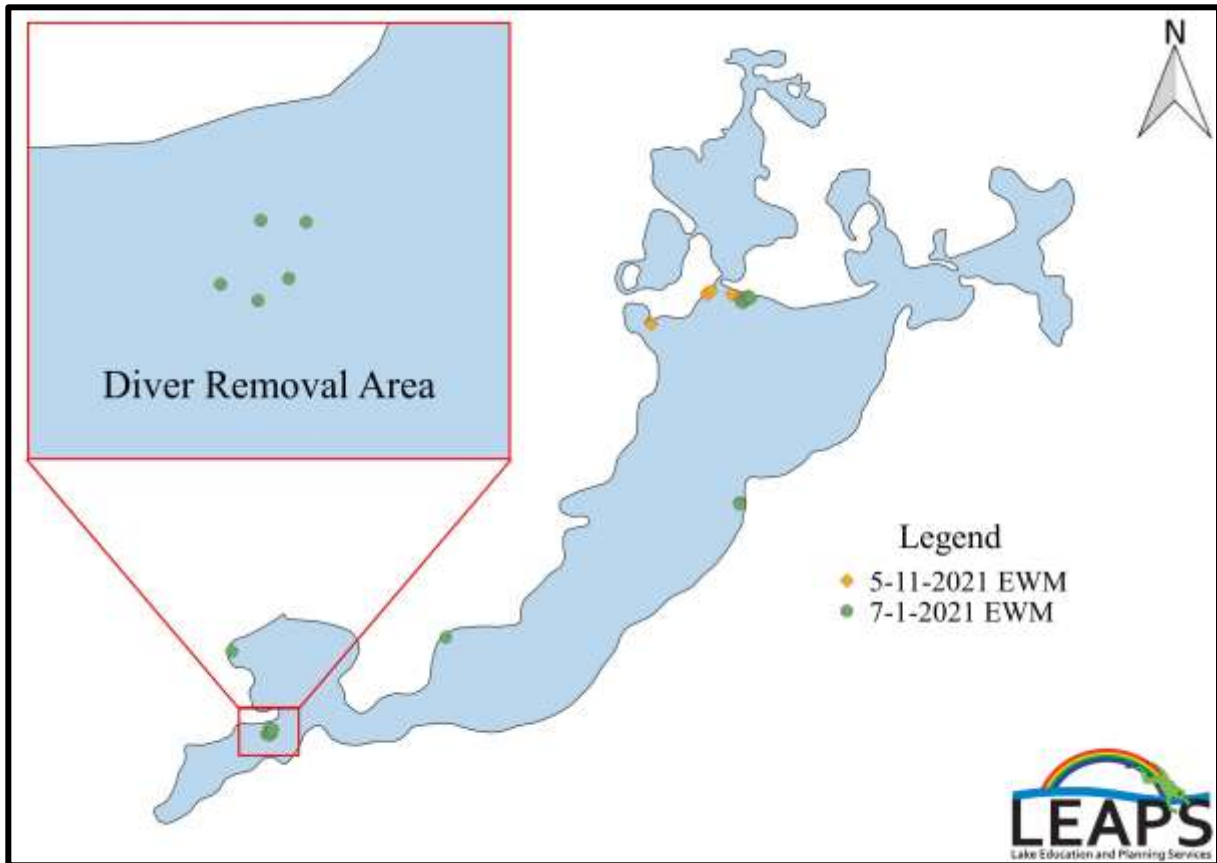 N
Diver Removal Area
Legend
5-11-2021 EWM
7-1-2021 EWM
LEAPS
Lake Education and Planning Services